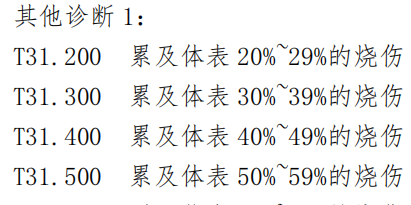 其他诊断 1：
T31.200 累及体表 20%~29%的烧伤
T31.300 累及体表 30%~39%的烧伤
T31.400 累及体表 40%~49%的烧伤
T31.500 累及体表 50%~59%的烧伤